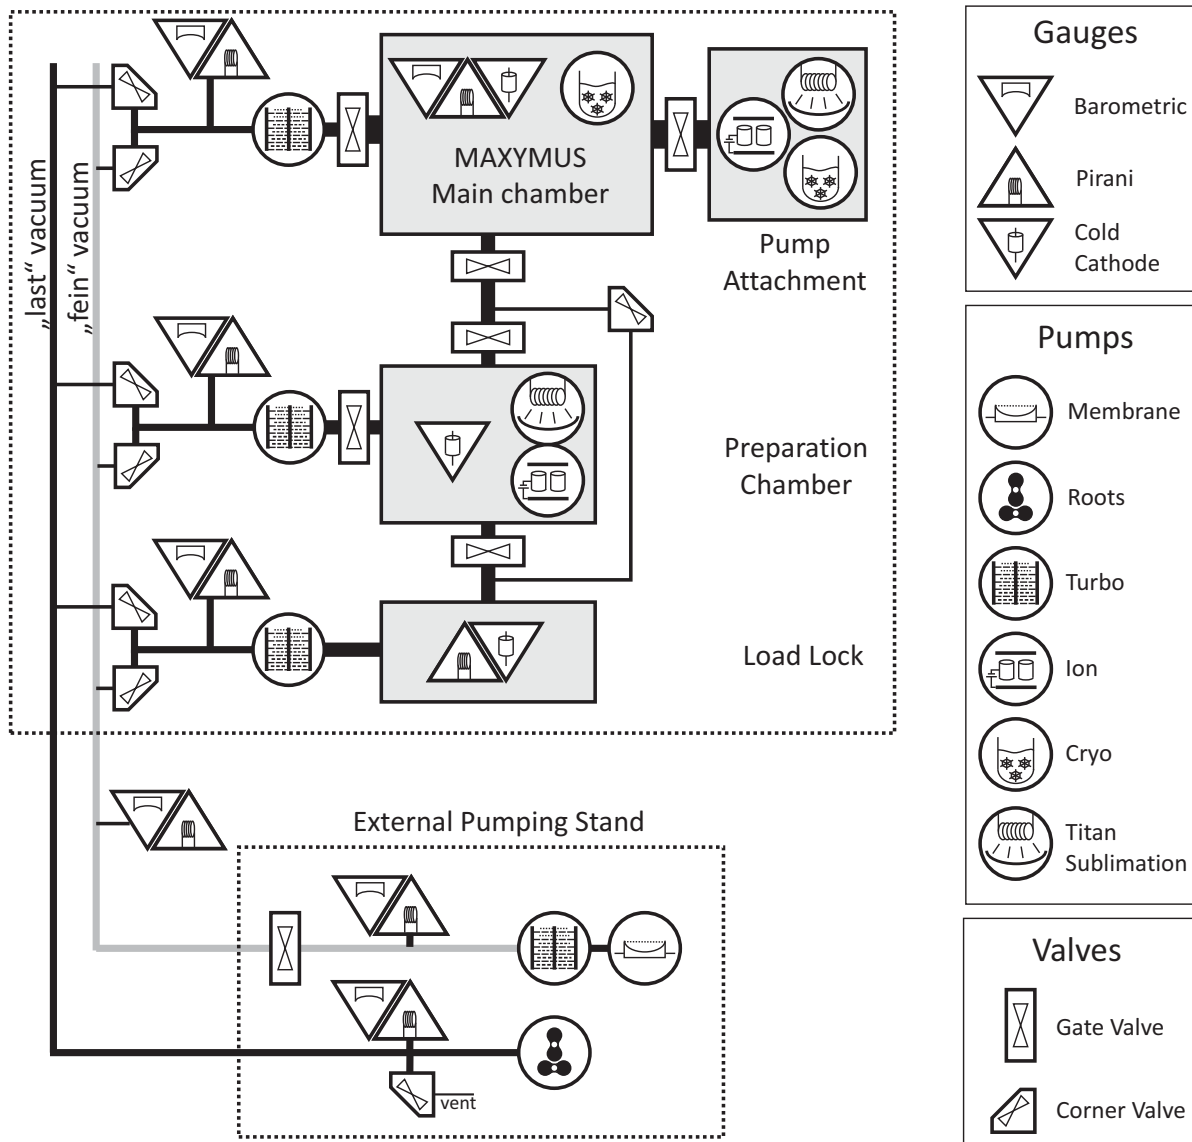 „last“ vacuum
„fein“ vacuum
MAXYMUS
Main chamber
Pump
Attachment
Preparation
Chamber
Load Lock
External Pumping Stand
vent
Gauges
Barometric
Pirani
Cold
Cathode
Pumps
Membrane
Roots
Turbo
Ion
Cryo
Titan
Sublimation
Valves
Gate Valve
Corner Valve